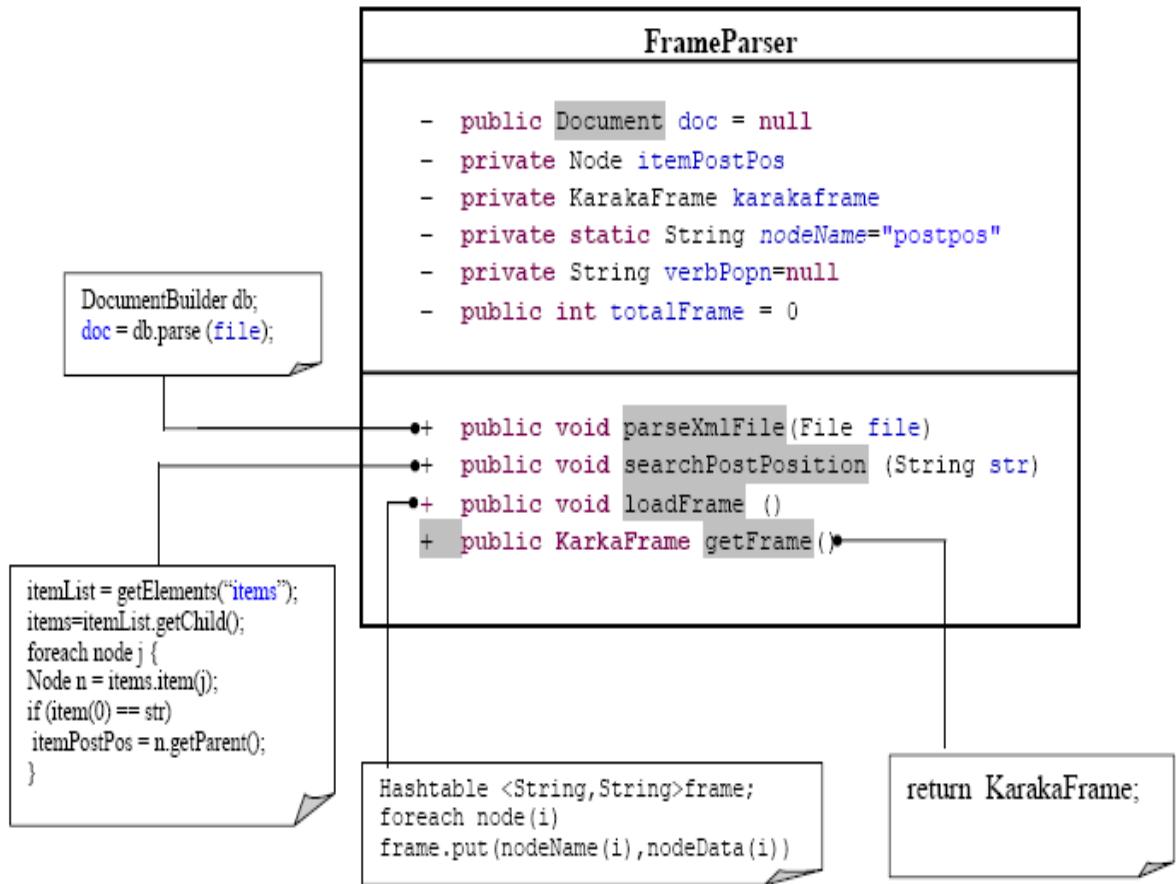 FrameParser
- public Document doc = null
- private Node itemPostPos
- private KarakaFrame karakaframe
- private static String nodeName="postpos"
- private String verbPopn=null
- public int totalFrame = 0
DocumentBuilder db;
doc = db.parse (file);
+ public void parseXmlFile(File file)
+ public void searchPostPosition (String str)
+ public void loadFrame ()
+ public KarkaFrame getFrame()
itemList = getElements(“items”);
items=itemList.getChild();
foreach node j {
Node n = items.item(j);
if (item(0) == str)
itemPostPos = n.getParent();
}
Hashtable <String,String>frame;
foreach node(i)
frame.put(nodeName(i),nodeData(i))
return KarakaFrame;